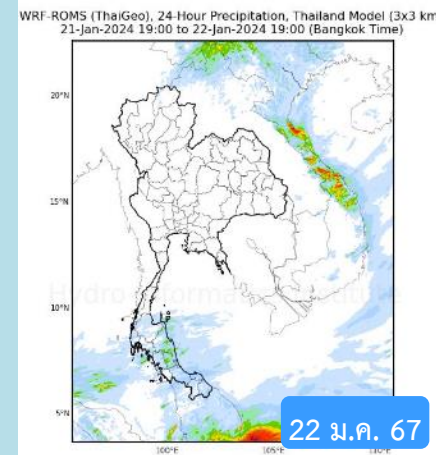 WRF-ROMS (ThaiGeo), 24-Hour Precipitation, Thailand Model (3x3 km
21-Jan-2024 19:00 to 22-Jan-2024 19:00 (Bangkok Time)
20°N
15°N
10°N
5°N
100°E
105°E
110°E
22 ม.ค. 67